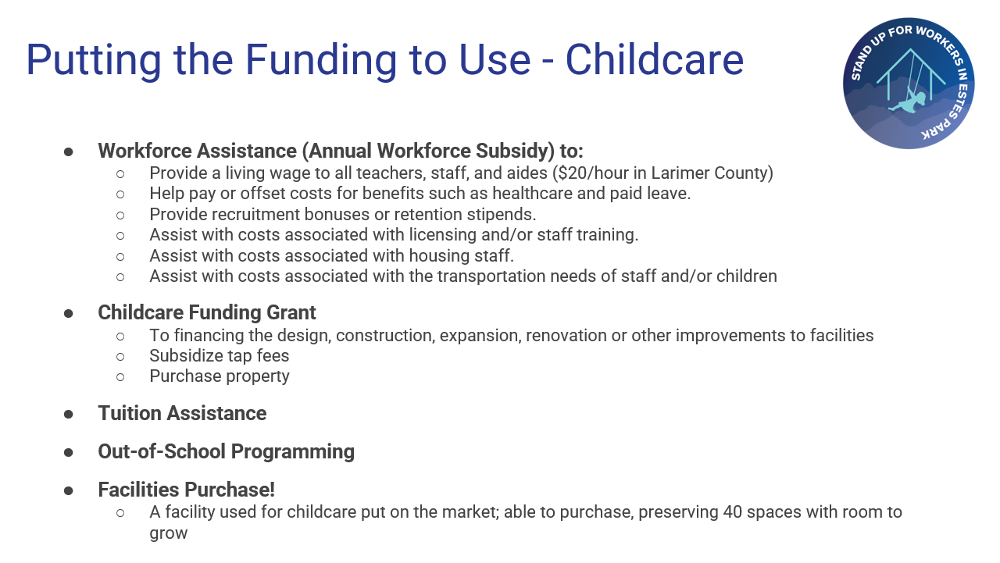 Putting the Funding to Use - Childcare
STAND UP FOR WORKERS IN ESTES PARK
● Workforce Assistance (Annual Workforce Subsidy) to:
○ Provide a living wage to all teachers, staff, and aides ($20/hour in Larimer County)
○ Help pay or offset costs for benefits such as healthcare and paid leave.
○ Provide recruitment bonuses or retention stipends.
○ Assist with costs associated with licensing and/or staff training.
○ Assist with costs associated with housing staff.
○ Assist with costs associated with the transportation needs of staff and/or children
● Childcare Funding Grant
○ To financing the design, construction, expansion, renovation or other improvements to facilities
○ Subsidize tap fees
○ Purchase property
● Tuition Assistance
● Out-of-School Programming
● Facilities Purchase!
○ A facility used for childcare put on the market; able to purchase, preserving 40 spaces with room to
grow